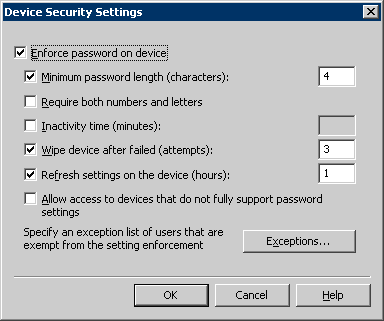 Device Security Settings
Enforce password on device
Minimum password length (characters): 4
Require both numbers and letters
Inactivity time (minutes):
Wipe device after failed (attempts): 3
Refresh settings on the device (hours): 1
Allow access to devices that do not fully support password
settings
Specify an exception list of users that are
exempt from the setting enforcement
Exceptions...
OK Cancel Help